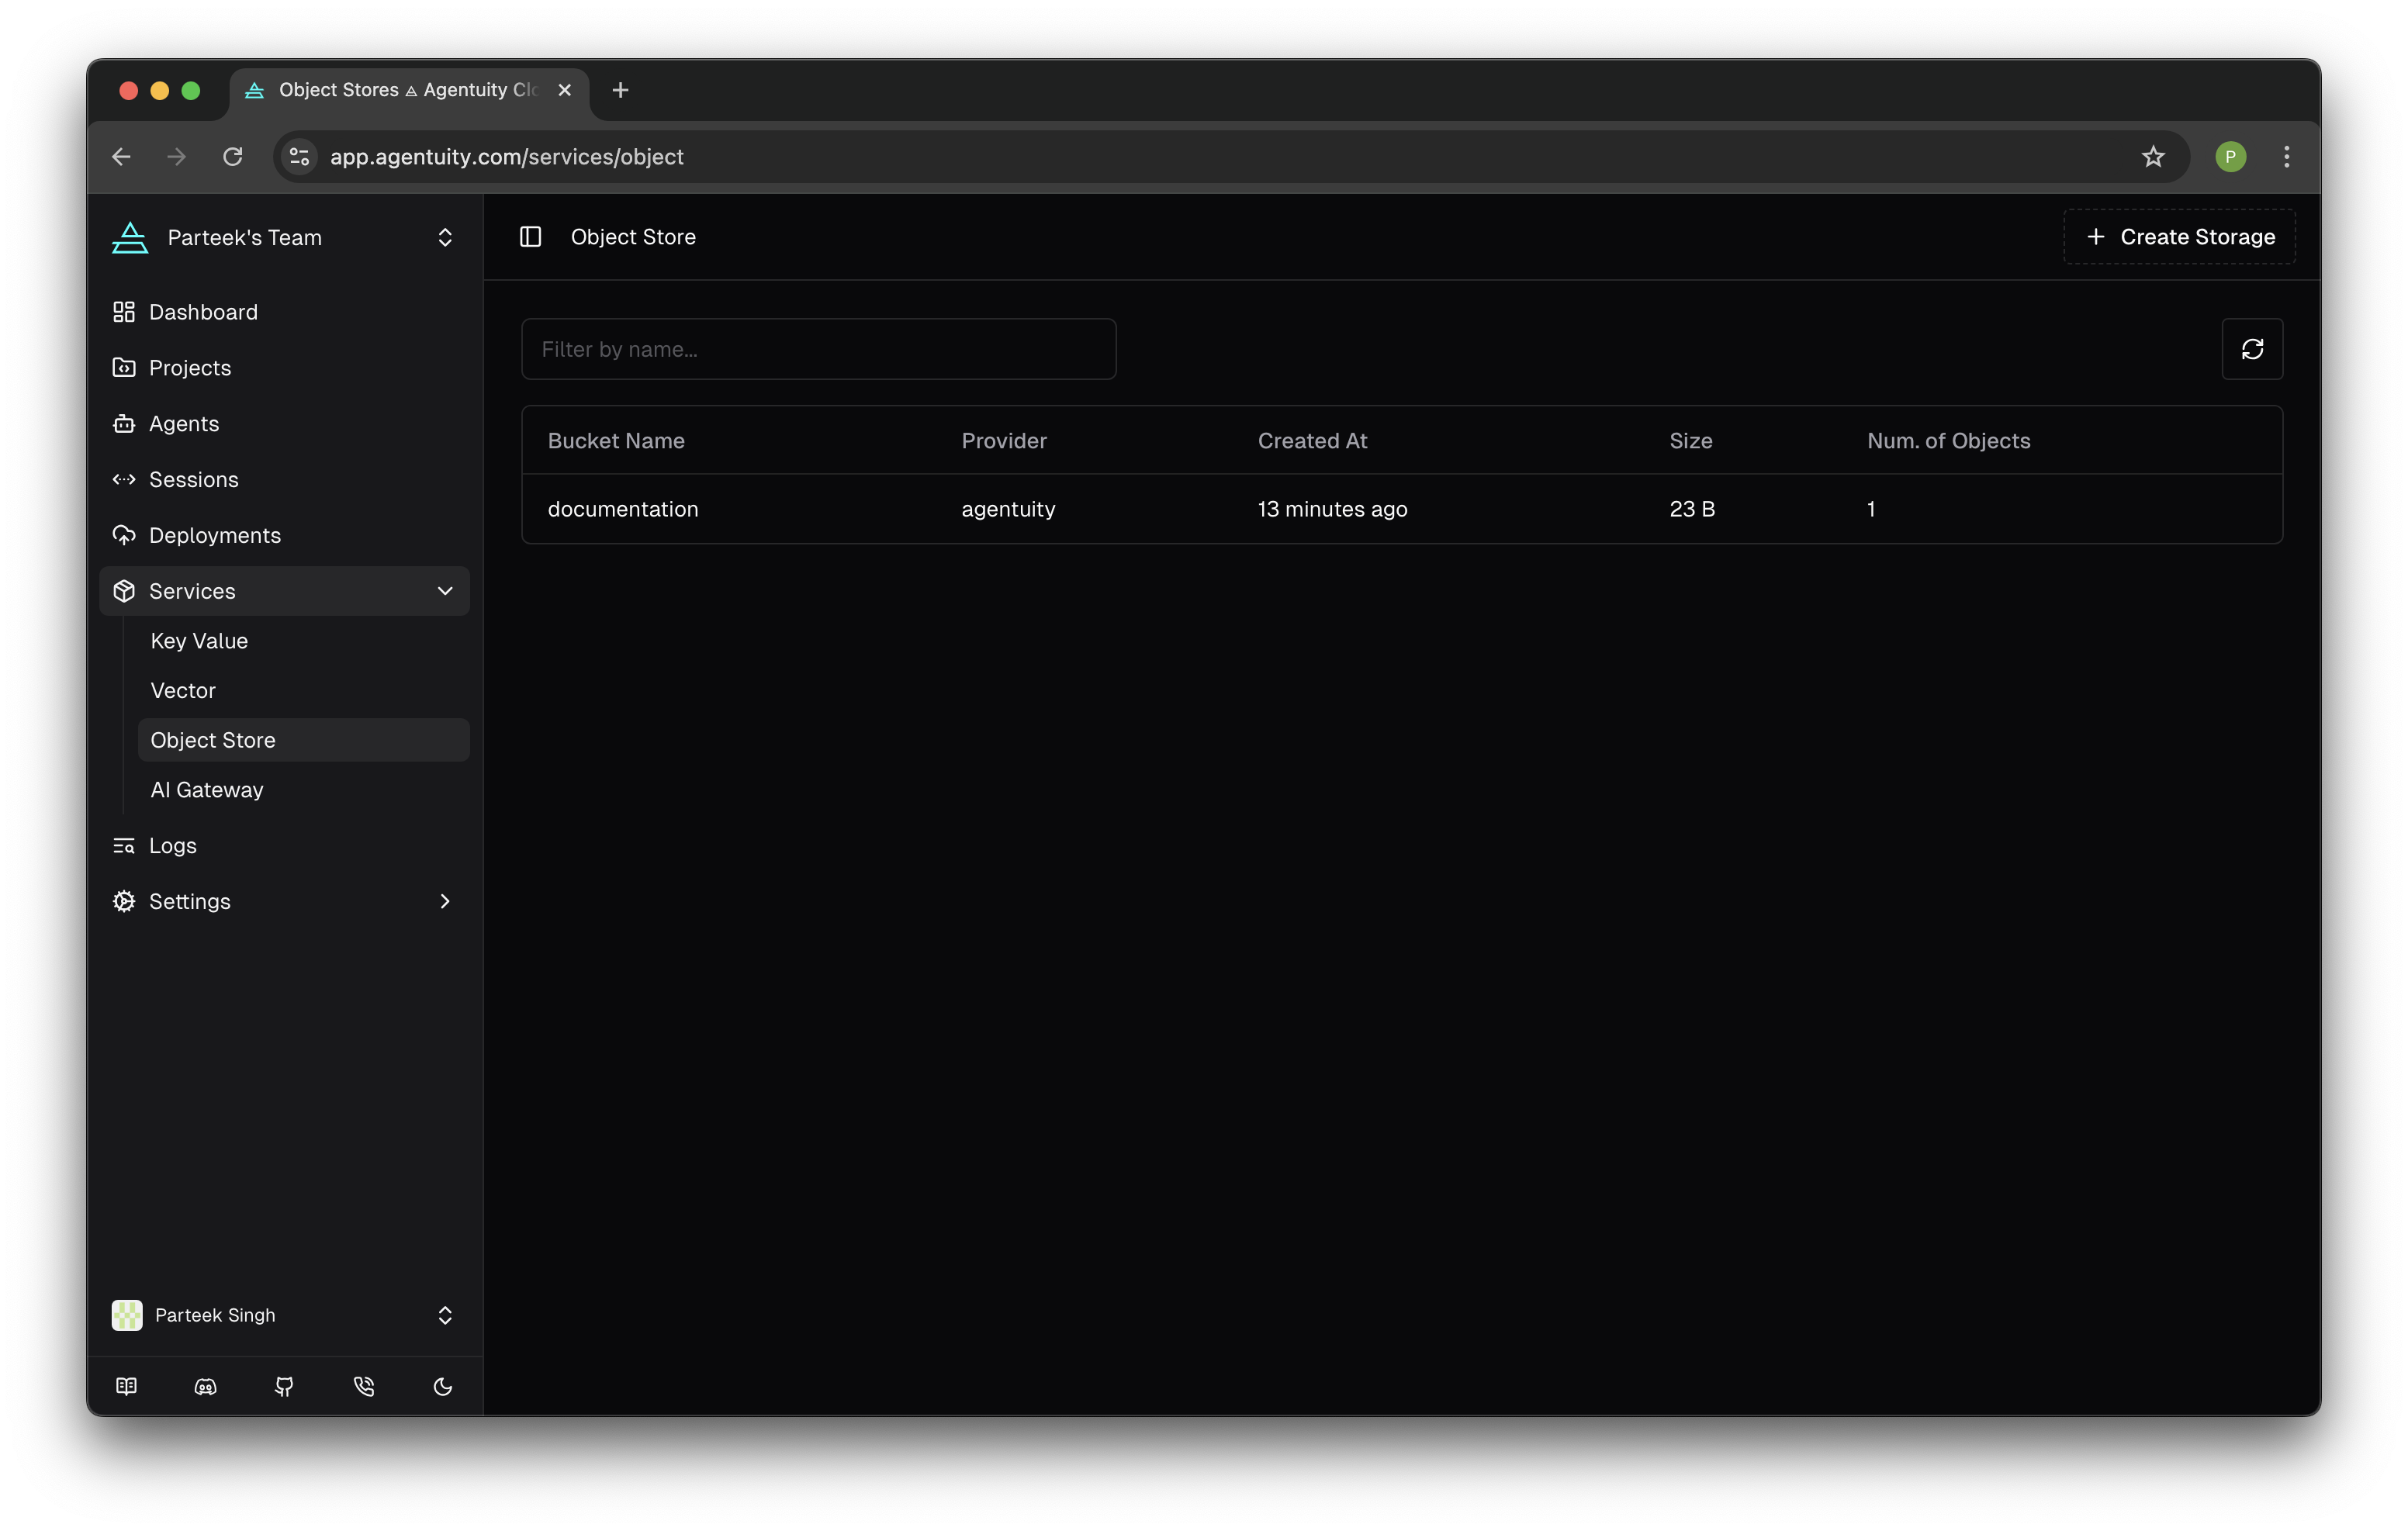 Object Stores ⟁ Agentuity Clo
app.agentuity.com/services/object
P
Parteek's Team
Object Store
Create Storage
Dashboard
Projects
Agents
Sessions
Deployments
Services
Key Value
Vector
Object Store
AI Gateway
Logs
Settings
Filter by name...
Bucket Name Provider Created At Size Num. of Objects
documentation agentuity 13 minutes ago 23 B 1
Parteek Singh